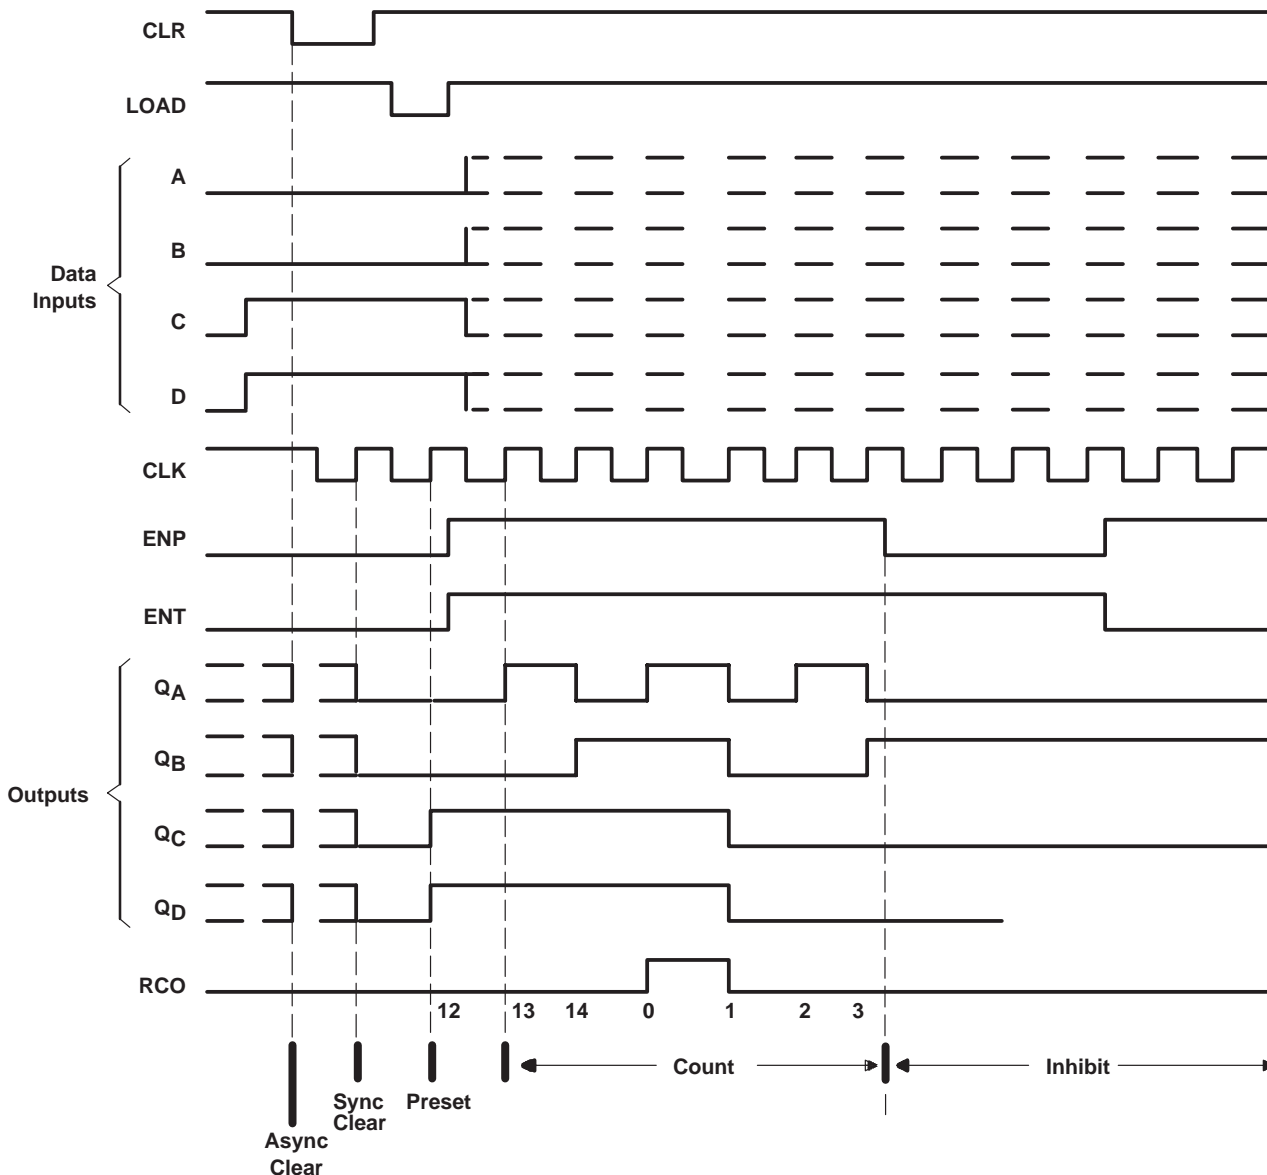 CLR
LOAD
A
B
Data
Inputs
C
D
CLK
ENP
ENT
QA
QB
Outputs
QC
QD
RCO
12 13 14 0 1 2 3
Count
Inhibit
Sync
Clear
Preset
Async
Clear